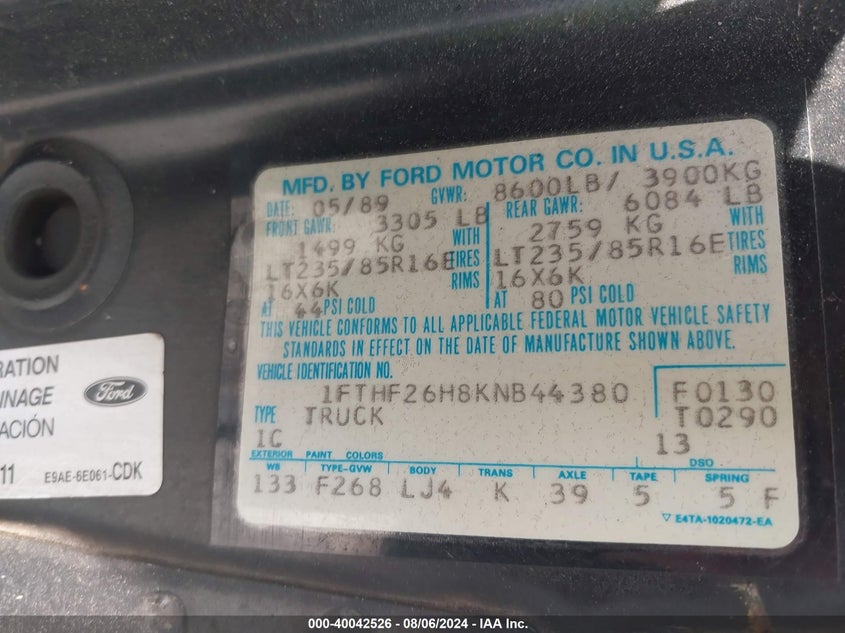 MFD. BY FORD MOTOR CO. IN U.S.A.
DATE: 05/89 GVWR: 8600LB/ 3900KG
FRONT GAWR: 3305 LB REAR GAWR: 6084 LB
1499 KG WITH 2759 KG WITH
LT235/85R16E TIRES LT235/85R16E TIRES
16X6K RIMS 16X6K RIMS
AT 44 PSI COLD AT 80 PSI COLD
THIS VEHICLE CONFORMS TO ALL APPLICABLE FEDERAL MOTOR VEHICLE SAFETY
STANDARDS IN EFFECT ON THE DATE OF MANUFACTURE SHOWN ABOVE.
VEHICLE IDENTIFICATION NO.
1FTHF26H8KNB44380 F0130
TYPE TRUCK T0290
1C 13
EXTERIOR PAINT COLORS DSO
WB TYPE-GVW BODY TRANS AXLE TAPE SPRING
133 F268 LJ4 K 39 5 5 F
▽ E4TA-1020472-EA
RATION
INAGE
ACIÓN
Ford
11 E9AE-6E061-CDK
000-40042526 - 08/06/2024 - IAA Inc.